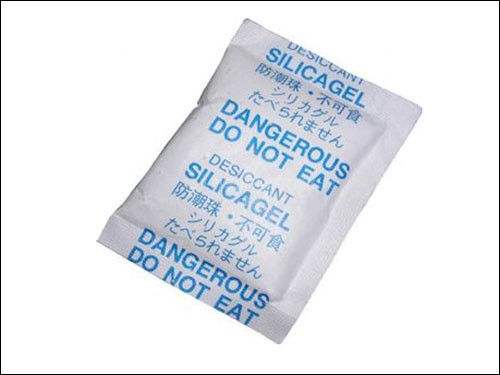 DESICCANT
SILICAGEL
防潮珠・不可食
シリカゲル
たべられません
DANGEROUS
DO NOT EAT
DESICCANT
SILICAGEL
防潮珠・不可食
シリカゲル
たべられません
DANGEROUS
DO NOT EAT